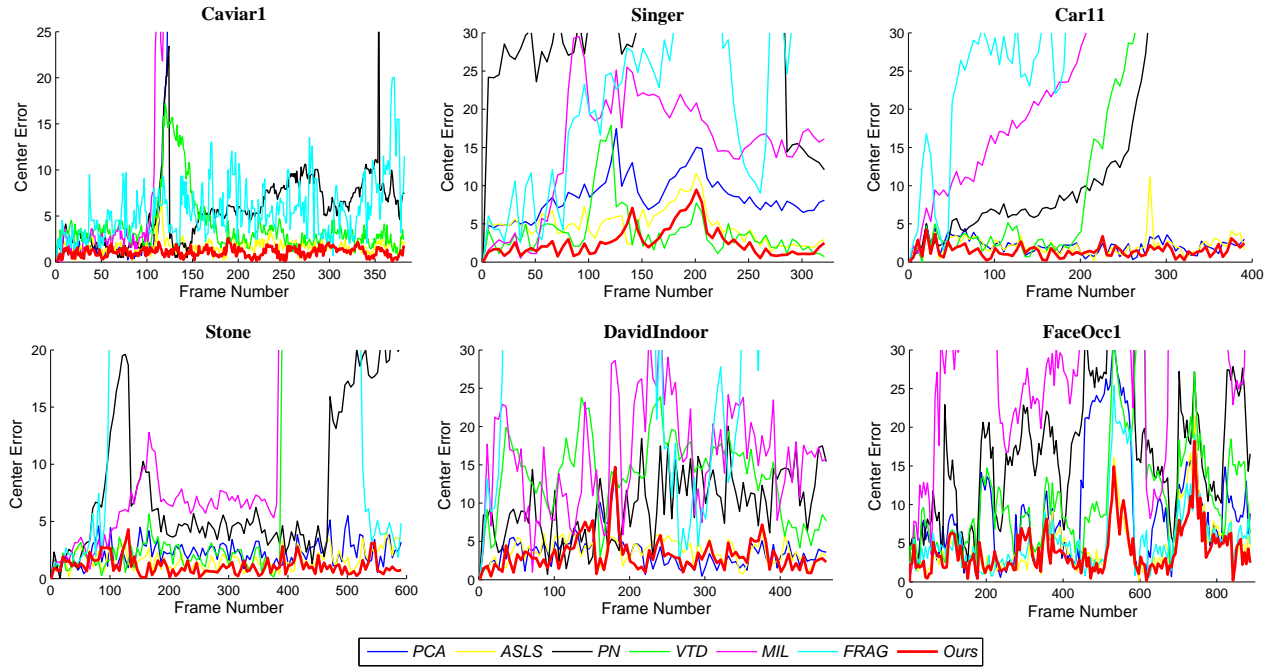 Caviar1
Center Error
25
20
15
10
5
0
0 50 100 150 200 250 300 350
Frame Number
Singer
Center Error
30
25
20
15
10
5
0
0 50 100 150 200 250 300
Frame Number
Car11
Center Error
30
25
20
15
10
5
0
0 100 200 300 400
Frame Number
Stone
Center Error
20
15
10
5
0
0 100 200 300 400 500 600
Frame Number
DavidIndoor
Center Error
30
25
20
15
10
5
0
0 100 200 300 400
Frame Number
FaceOcc1
Center Error
30
25
20
15
10
5
0
0 200 400 600 800
Frame Number
PCA ASLS PN VTD MIL FRAG Ours